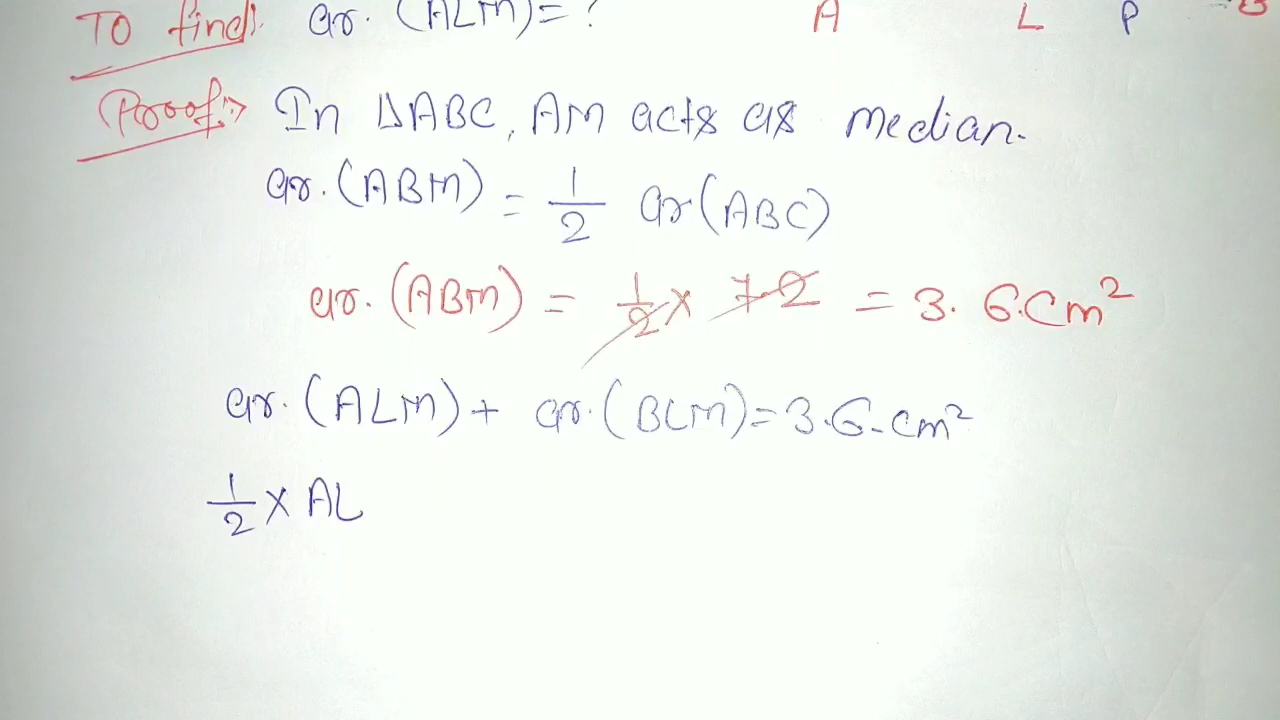 To find:- ar. (ALM)= ?
A L P B
Proof:- In ΔABC, AM acts as median.
ar.(ABM) = 1/2 ar(ABC)
ar.(ABM) = 1/2 x 7.2 = 3.6.Cm²
ar.(ALM)+ ar.(BLM)=3.6.cm²
1/2 x AL